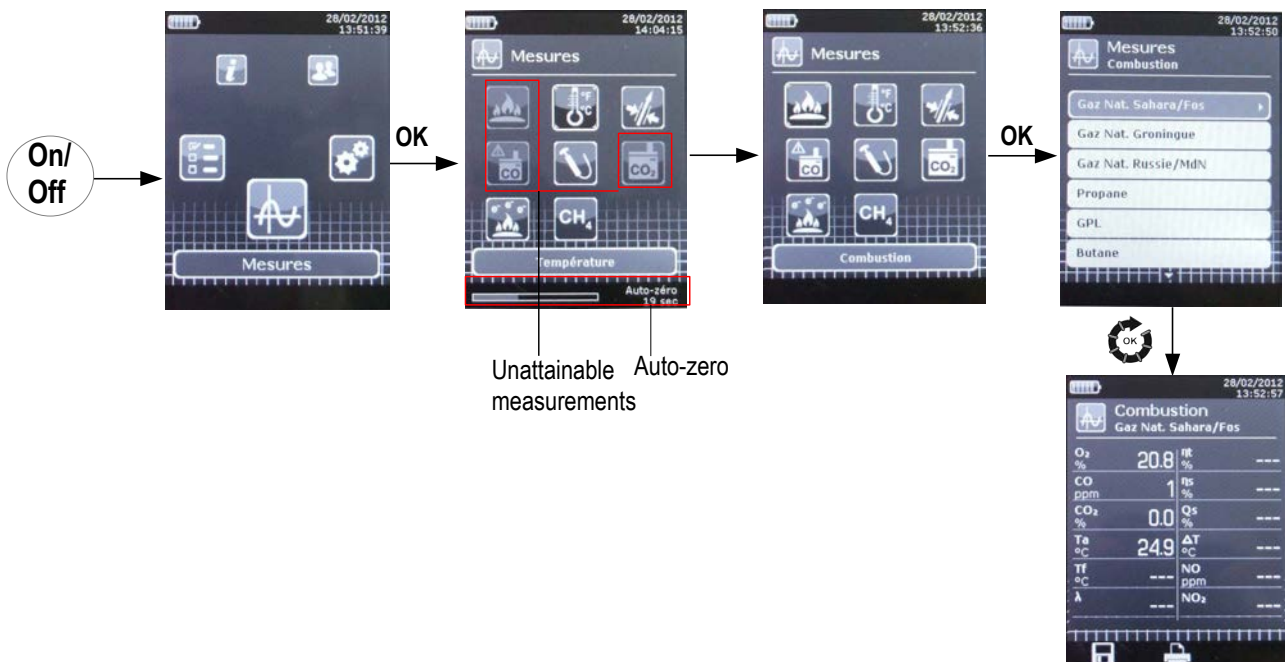 On/
Off
28/02/2012
13:51:39
Mesures
OK
28/02/2012
14:04:15
Mesures
°F
°C
CO
CO₂
CH₄
Température
Auto-zéro
19 sec
Unattainable
measurements
Auto-zero
28/02/2012
13:52:36
Mesures
°F
°C
CO
CO₂
CH₄
Combustion
OK
28/02/2012
13:52:50
Mesures
Combustion
Gaz Nat. Sahara/Fos
Gaz Nat. Groningue
Gaz Nat. Russie/MdN
Propane
GPL
Butane
OK
28/02/2012
13:52:57
Combustion
Gaz Nat. Sahara/Fos
O₂ % 20.8 ηt % ---
CO ppm 1 ηs % ---
CO₂ % 0.0 Qs % ---
Ta °C 24.9 ΔT °C ---
Tf °C --- NO ppm ---
λ --- NO₂ ---